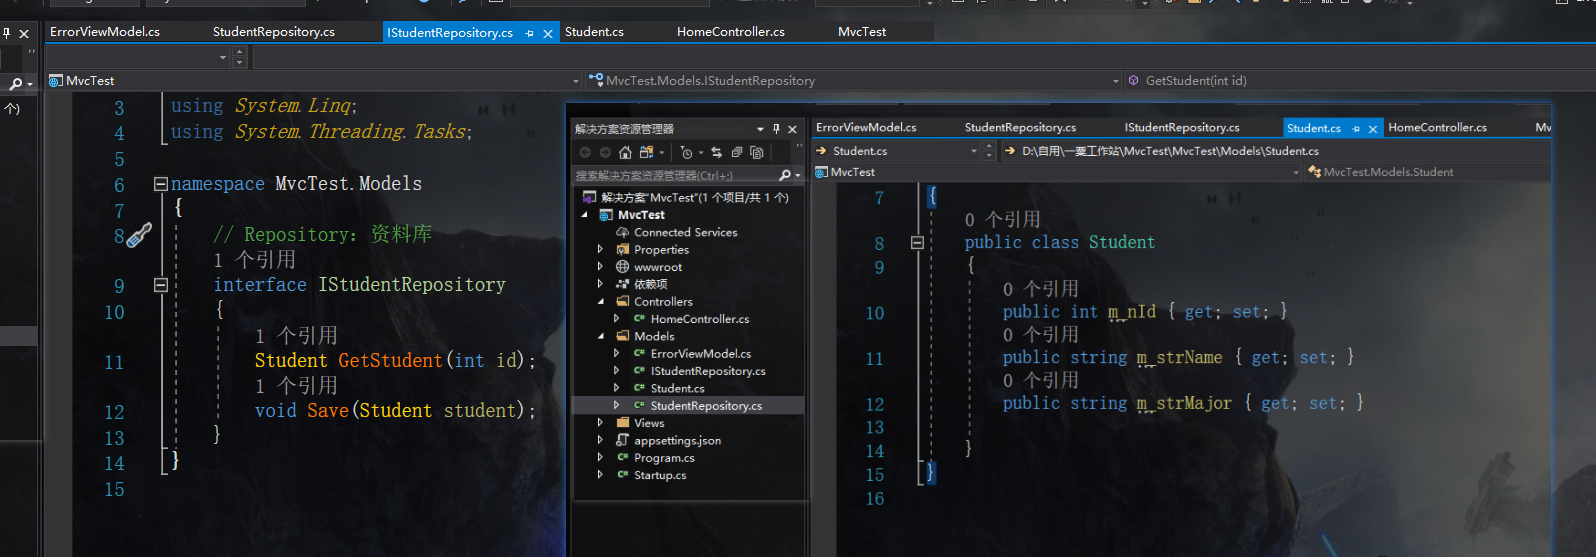 ErrorViewModel.cs StudentRepository.cs IStudentRepository.cs Student.cs HomeController.cs MvcTest
MvcTest MvcTest.Models.IStudentRepository GetStudent(int id)
个)
3 using System.Linq;
4 using System.Threading.Tasks;
5
6 namespace MvcTest.Models
7 {
8 // Repository: 资料库
1 个引用
9 interface IStudentRepository
10 {
1 个引用
11 Student GetStudent(int id);
1 个引用
12 void Save(Student student);
13 }
14 }
15
解决方案资源管理器
搜索解决方案资源管理器(Ctrl+;)
解决方案"MvcTest"(1 个项目/共 1 个)
MvcTest
Connected Services
Properties
wwwroot
依赖项
Controllers
C# HomeController.cs
Models
C# ErrorViewModel.cs
C# IStudentRepository.cs
C# Student.cs
C# StudentRepository.cs
Views
appsettings.json
C# Program.cs
C# Startup.cs
ErrorViewModel.cs StudentRepository.cs IStudentRepository.cs Student.cs HomeController.cs
Student.cs D:\自用\一粟工作站\MvcTest\MvcTest\Models\Student.cs
MvcTest MvcTest.Models.Student
7 {
0 个引用
8 public class Student
9 {
0 个引用
10 public int m_nId { get; set; }
0 个引用
11 public string m_strName { get; set; }
0 个引用
12 public string m_strMajor { get; set; }
13
14 }
15 }
16